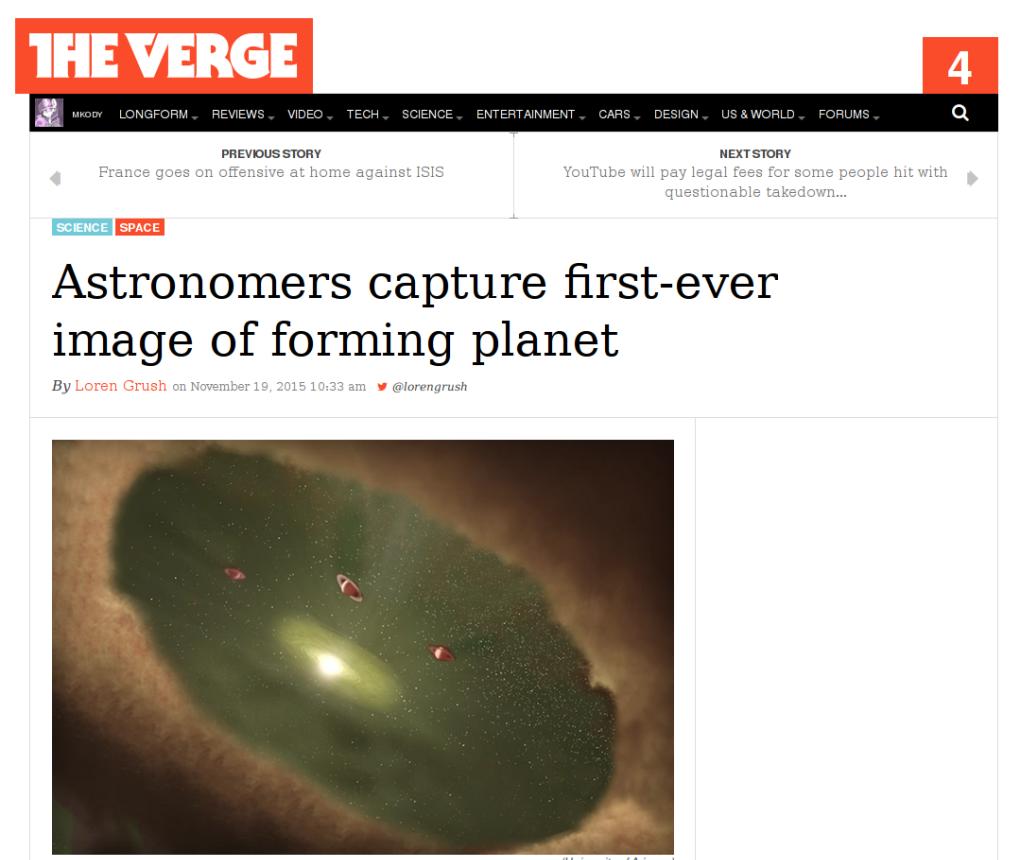 THE VERGE
4
MKODY LONGFORM REVIEWS VIDEO TECH SCIENCE ENTERTAINMENT CARS DESIGN US & WORLD FORUMS
PREVIOUS STORY
France goes on offensive at home against ISIS
NEXT STORY
YouTube will pay legal fees for some people hit with
questionable takedown...
SCIENCE SPACE
Astronomers capture first-ever
image of forming planet
By Loren Grush on November 19, 2015 10:33 am @lorengrush